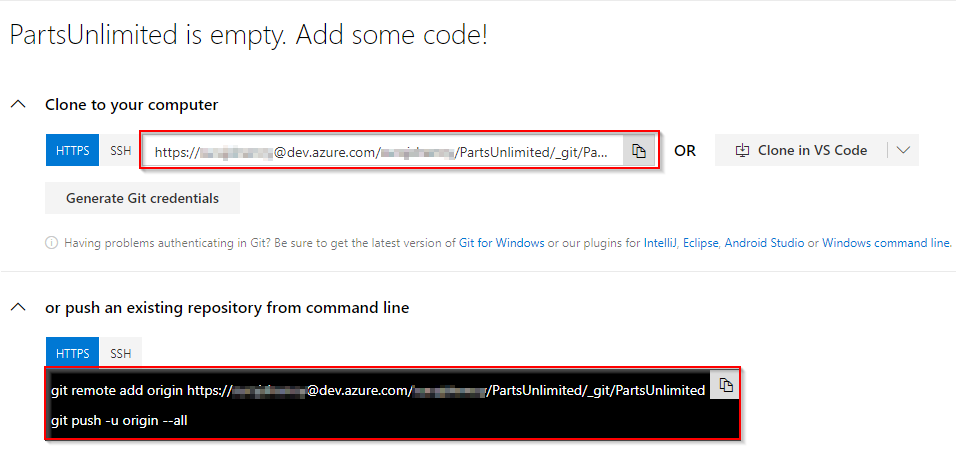 PartsUnlimited is empty. Add some code!
Clone to your computer
HTTPS SSH https:// @dev.azure.com/ /PartsUnlimited/_git/Pa... OR Clone in VS Code
Generate Git credentials
Having problems authenticating in Git? Be sure to get the latest version of Git for Windows or our plugins for IntelliJ, Eclipse, Android Studio or Windows command line.
or push an existing repository from command line
HTTPS SSH
git remote add origin https:// @dev.azure.com/ /PartsUnlimited/_git/PartsUnlimited
git push -u origin --all